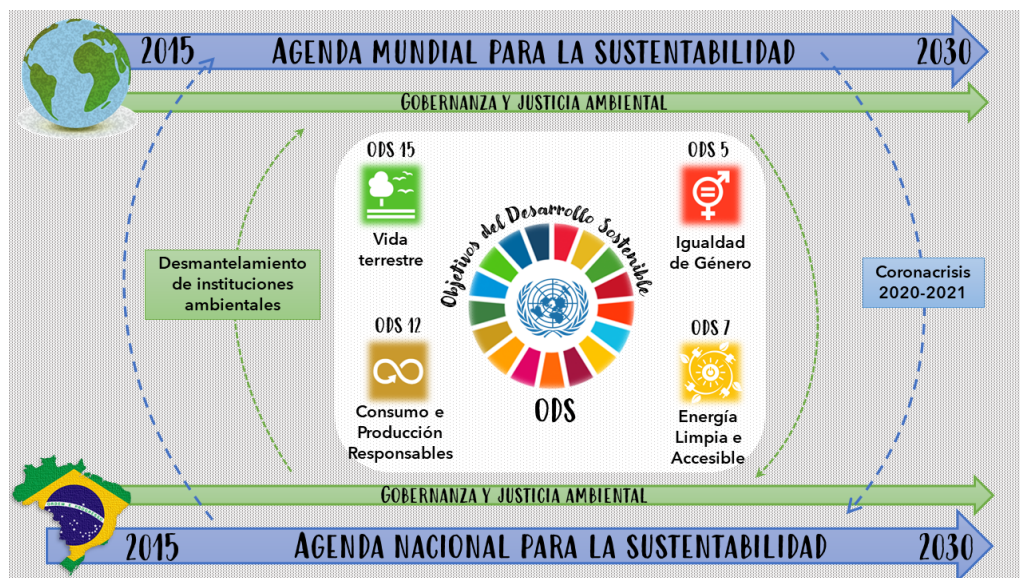 2015 AGENDA MUNDIAL PARA LA SUSTENTABILIDAD 2030
GOBERNANZA Y JUSTICIA AMBIENTAL
ODS 15
Vida
terrestre
ODS 5
Igualdad
de Género
Objetivos del Desarrollo Sostenible
Desmantelamiento
de instituciones
ambientales
Coronacrisis
2020-2021
ODS 12
Consumo e
Producción
Responsables
ODS
ODS 7
Energía
Limpia e
Accesible
GOBERNANZA Y JUSTICIA AMBIENTAL
2015 AGENDA NACIONAL PARA LA SUSTENTABILIDAD 2030